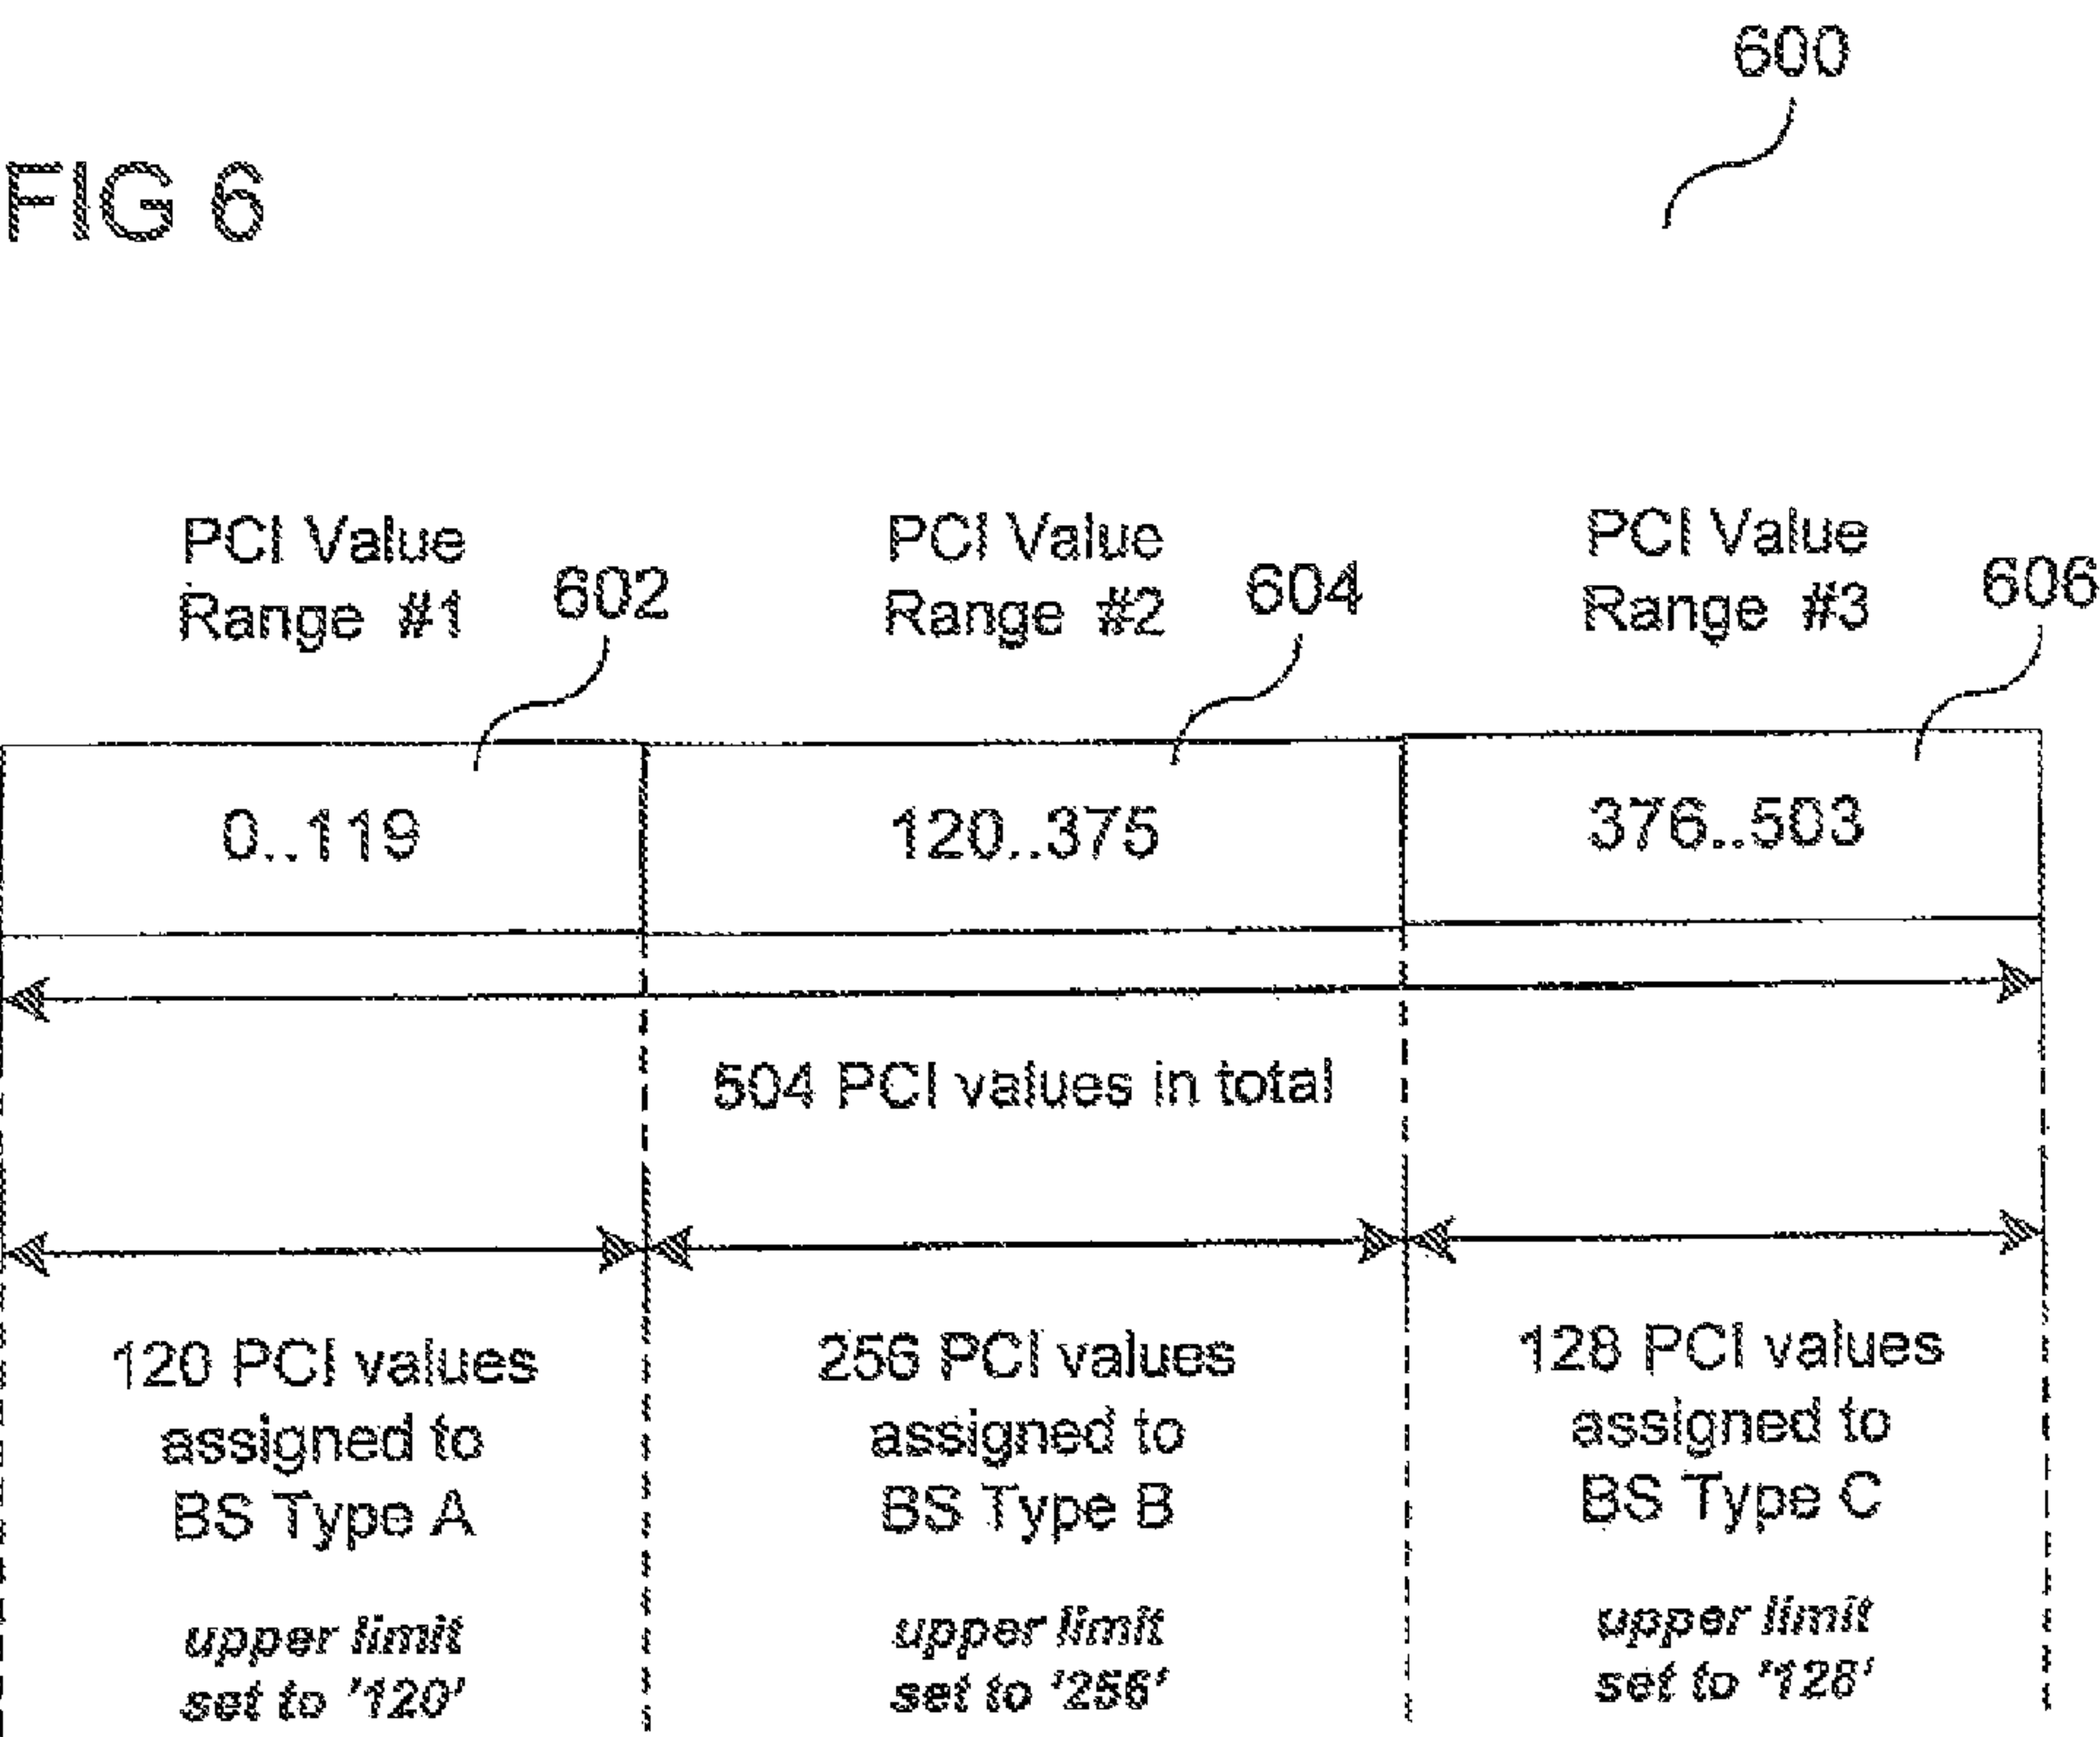 600
FIG 6
PCI Value
Range #1
602
PCI Value
Range #2
604
PCI Value
Range #3
606
0..119
120..375
376..503
504 PCI values in total
120 PCI values
assigned to
BS Type A
256 PCI values
assigned to
BS Type B
128 PCI values
assigned to
BS Type C
upper limit
set to '120'
upper limit
set to '256'
upper limit
set to '128'